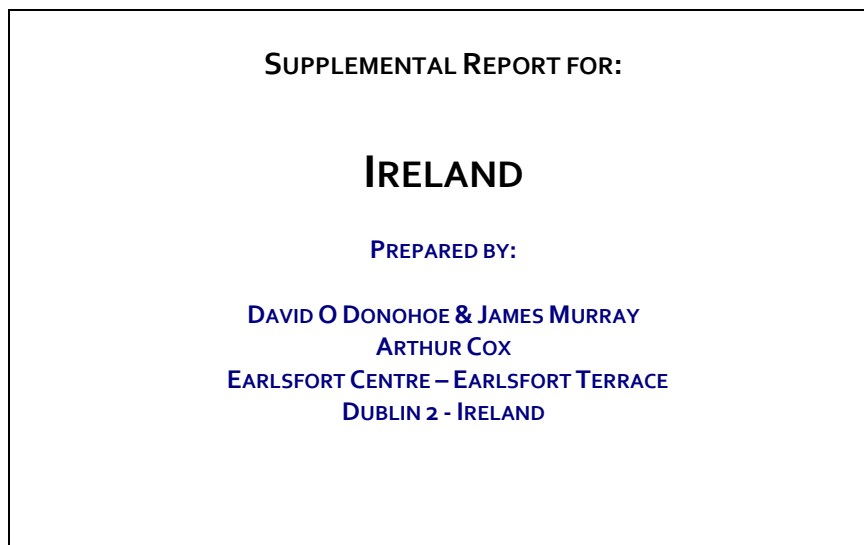 SUPPLEMENTAL REPORT FOR:
IRELAND
PREPARED BY:
DAVID O DONOHOE & JAMES MURRAY
ARTHUR COX
EARLSFORT CENTRE – EARLSFORT TERRACE
DUBLIN 2 - IRELAND